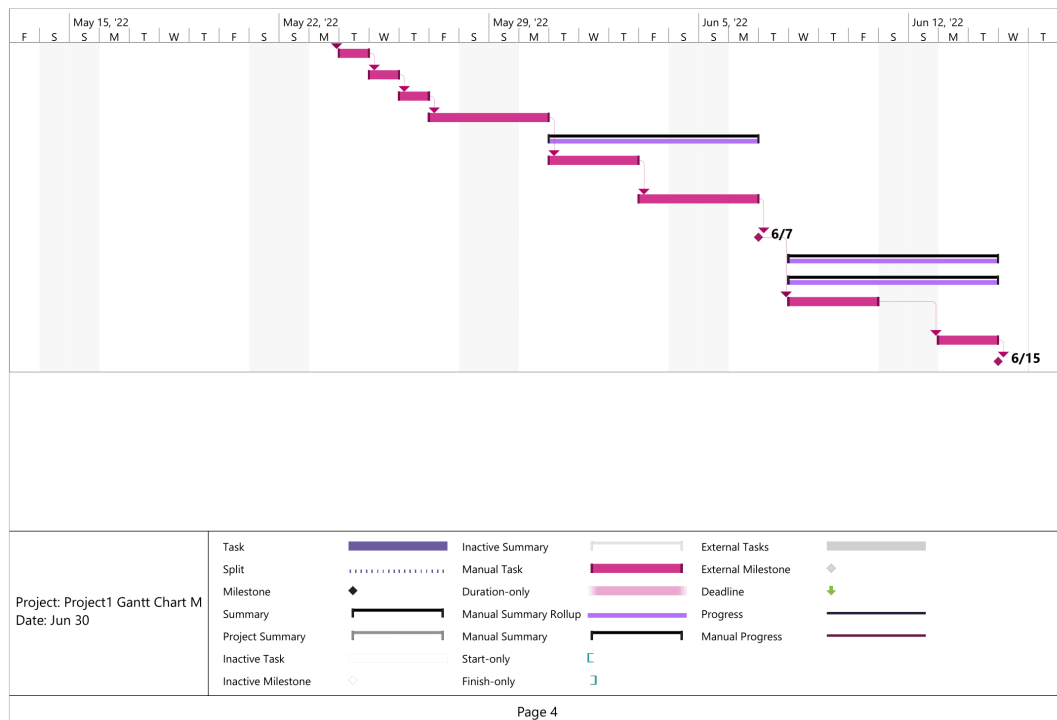 May 15, '22 May 22, '22 May 29, '22 Jun 5, '22 Jun 12, '22
F S S M T W T F S S M T W T F S S M T W T F S S M T W T F S S M T W T
6/7
6/15
Project: Project1 Gantt Chart M
Date: Jun 30
Task
Split
Milestone
Summary
Project Summary
Inactive Task
Inactive Milestone
Inactive Summary
Manual Task
Duration-only
Manual Summary Rollup
Manual Summary
Start-only
Finish-only
External Tasks
External Milestone
Deadline
Progress
Manual Progress
Page 4